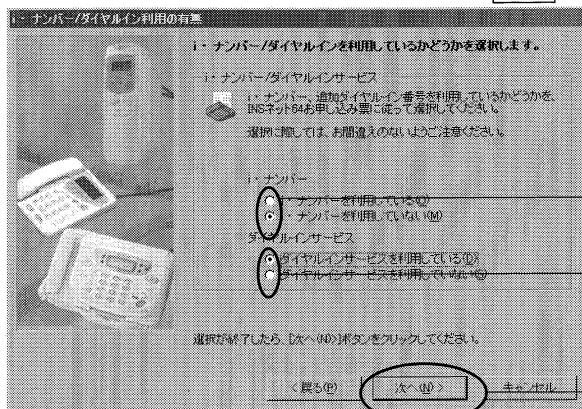 i・ナンバー/ダイヤルイン利用の有無
i・ナンバー/ダイヤルインを利用しているかどうかを選択します。
i・ナンバー/ダイヤルインサービス
i・ナンバー、追加ダイヤルイン番号を利用しているかどうかを、
INSネット64お申し込み票に従って選択してください。
選択に際しては、お間違えのないようご注意ください。
i・ナンバー
i・ナンバーを利用している(O)
i・ナンバーを利用していない(M)
ダイヤルインサービス
ダイヤルインサービスを利用している(D)
ダイヤルインサービスを利用していない(S)
選択が終了したら、[次へ(N)>]ボタンをクリックしてください。
< 戻る(P)
次へ(N) >
キャンセル